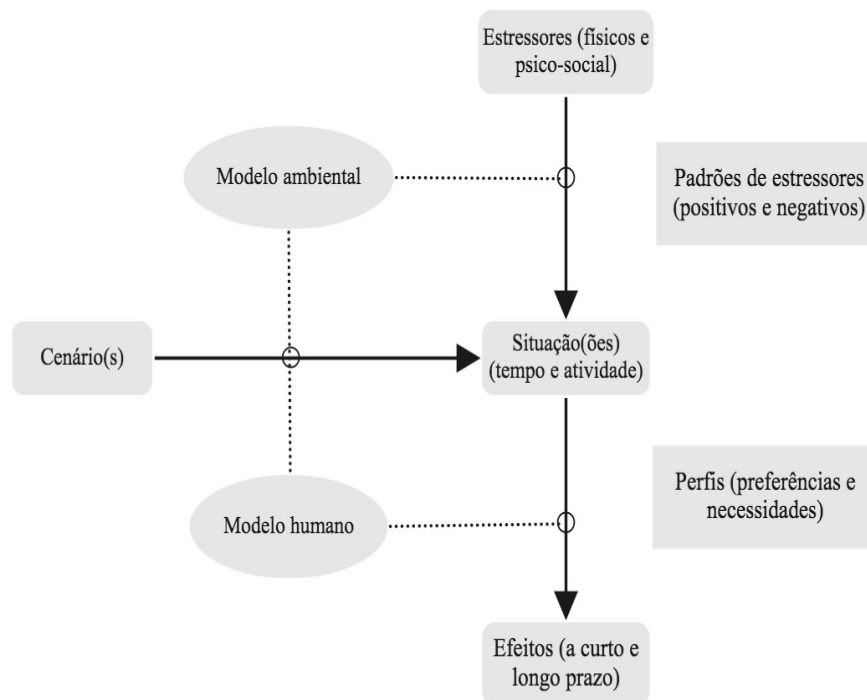 Estressores (físicos e
psico-social)
Modelo ambiental
Padrões de estressores
(positivos e negativos)
Cenário(s)
Situação(ões)
(tempo e atividade)
Modelo humano
Perfis (preferências e
necessidades)
Efeitos (a curto e
longo prazo)